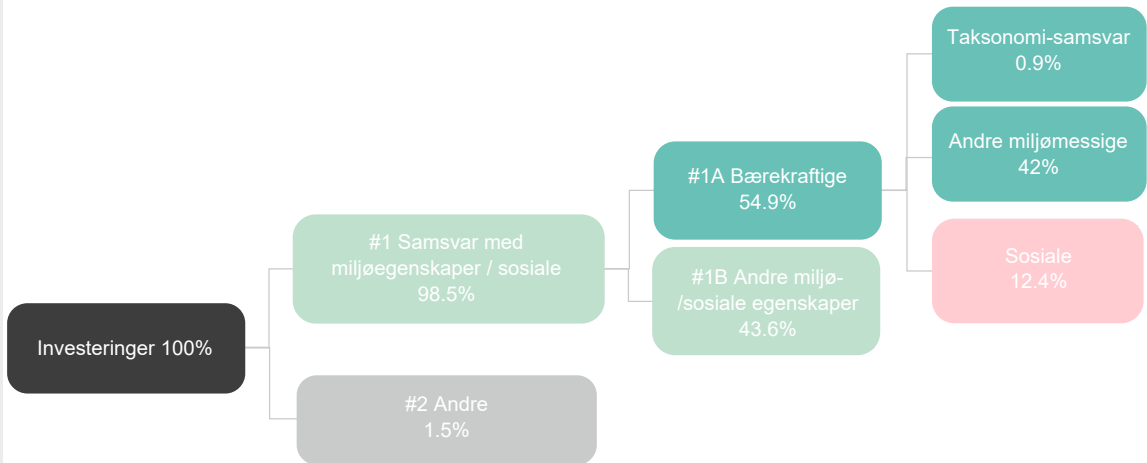 Taksonomi-samsvar
0.9%
Andre miljømessige
42%
#1A Bærekraftige
54.9%
#1 Samsvar med
miljøegenskaper / sosiale
98.5%
Sosiale
12.4%
#1B Andre miljø-
/sosiale egenskaper
43.6%
Investeringer 100%
#2 Andre
1.5%